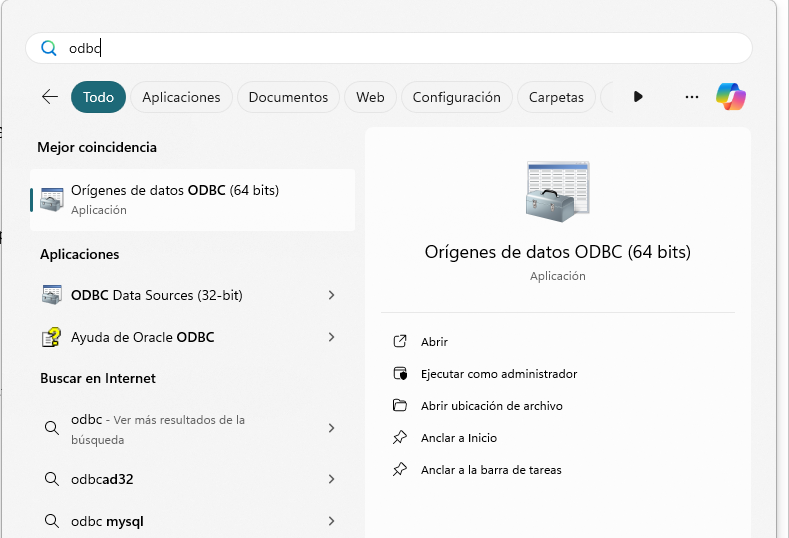 odbc
Todo
Aplicaciones
Documentos
Web
Configuración
Carpetas
Mejor coincidencia
Orígenes de datos ODBC (64 bits)
Aplicación
Aplicaciones
ODBC Data Sources (32-bit)
Ayuda de Oracle ODBC
Buscar en Internet
odbc - Ver más resultados de la
búsqueda
odbcad32
odbc mysql
Orígenes de datos ODBC (64 bits)
Aplicación
Abrir
Ejecutar como administrador
Abrir ubicación de archivo
Anclar a Inicio
Anclar a la barra de tareas